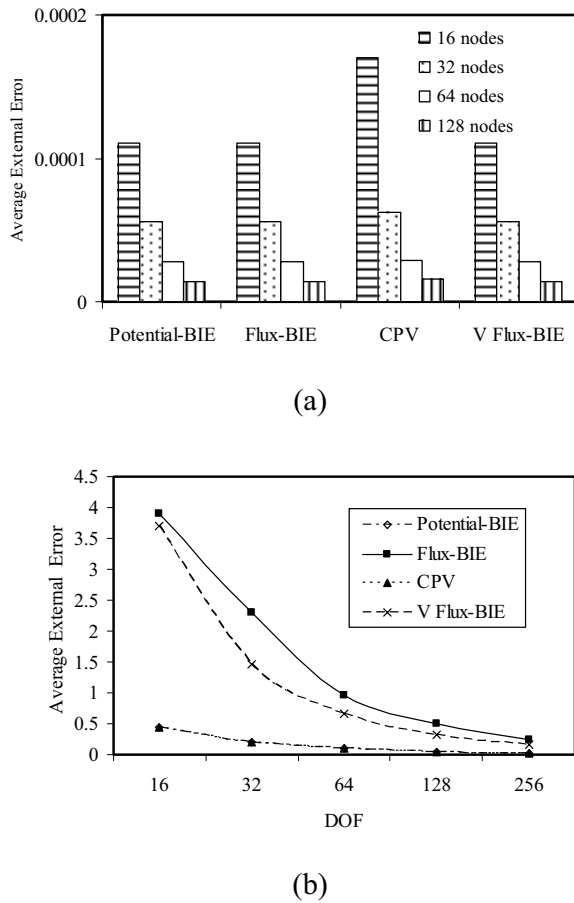 0.0002
0.0001
0
Average External Error
16 nodes
32 nodes
64 nodes
128 nodes
Potential-BIE Flux-BIE CPV V Flux-BIE
(a)
4.5
4
3.5
3
2.5
2
1.5
1
0.5
0
Average External Error
Potential-BIE
Flux-BIE
CPV
V Flux-BIE
16 32 64 128 256
DOF
(b)